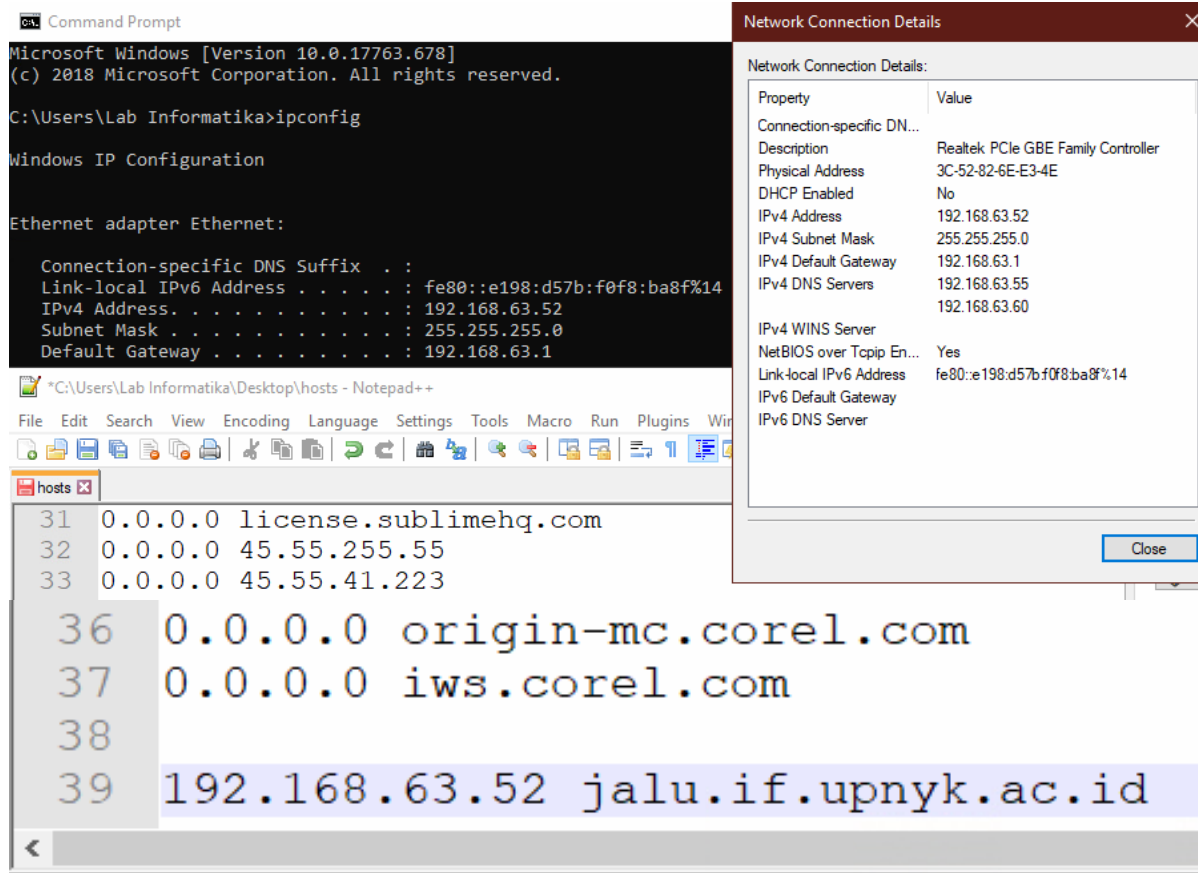 Command Prompt
Microsoft Windows [Version 10.0.17763.678]
(c) 2018 Microsoft Corporation. All rights reserved.
C:\Users\Lab Informatika>ipconfig
Windows IP Configuration
Ethernet adapter Ethernet:
Connection-specific DNS Suffix . :
Link-local IPv6 Address . . . . . : fe80::e198:d57b:f0f8:ba8f%14
IPv4 Address. . . . . . . . . . . : 192.168.63.52
Subnet Mask . . . . . . . . . . . : 255.255.255.0
Default Gateway . . . . . . . . . : 192.168.63.1
Network Connection Details
Network Connection Details:
Property Value
Connection-specific DN...
Description Realtek PCIe GBE Family Controller
Physical Address 3C-52-82-6E-E3-4E
DHCP Enabled No
IPv4 Address 192.168.63.52
IPv4 Subnet Mask 255.255.255.0
IPv4 Default Gateway 192.168.63.1
IPv4 DNS Servers 192.168.63.55
192.168.63.60
IPv4 WINS Server
NetBIOS over Tcpip En... Yes
Link-local IPv6 Address fe80::e198:d57b:f0f8:ba8f%14
IPv6 Default Gateway
IPv6 DNS Server
Close
*C:\Users\Lab Informatika\Desktop\hosts - Notepad++
File Edit Search View Encoding Language Settings Tools Macro Run Plugins Wi
hosts
31 0.0.0.0 license.sublimehq.com
32 0.0.0.0 45.55.255.55
33 0.0.0.0 45.55.41.223
36 0.0.0.0 origin-mc.corel.com
37 0.0.0.0 iws.corel.com
38
39 192.168.63.52 jalu.if.upnyk.ac.id